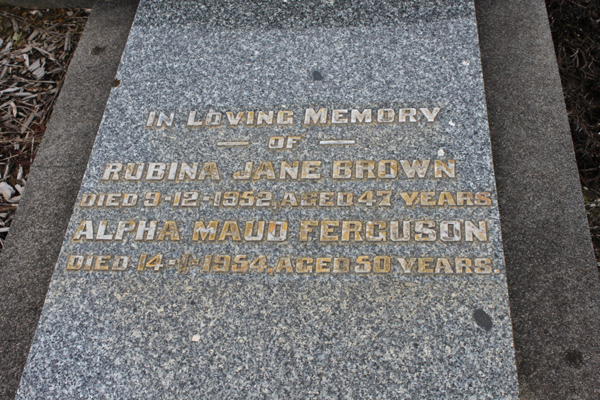 IN LOVING MEMORY
— OF —
RUBINA JANE BROWN
DIED 9-12-1952, AGED 47 YEARS
ALPHA MAUD FERGUSON
DIED 14-1-1954, AGED 50 YEARS.